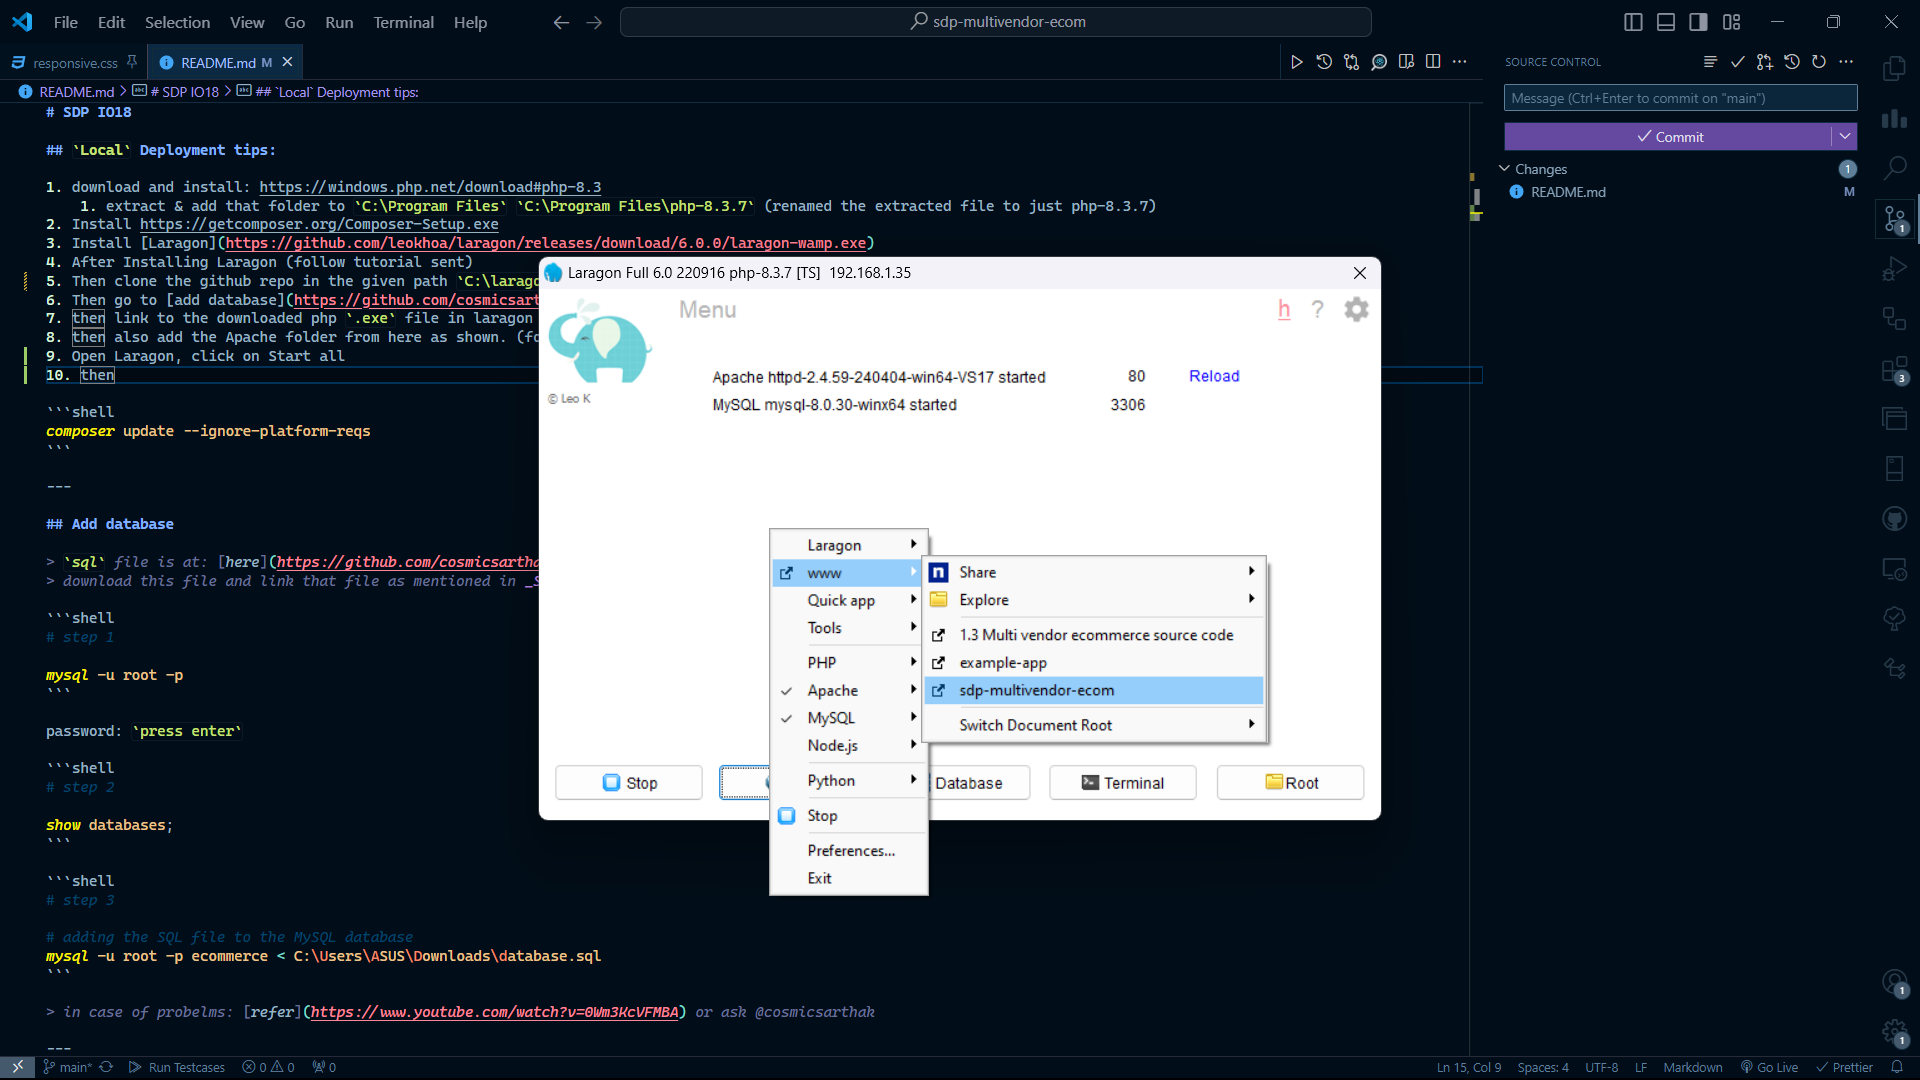 File Edit Selection View Go Run Terminal Help
sdp-multivendor-ecom
responsive.css
README.md M
README.md > # SDP IO18 > ## `Local` Deployment tips:
# SDP IO18
## `Local` Deployment tips:
1. download and install: https://windows.php.net/download#php-8.3
1. extract & add that folder to `C:\Program Files` `C:\Program Files\php-8.3.7` (renamed the extracted file to just php-8.3.7)
2. Install https://getcomposer.org/Composer-Setup.exe
3. Install [Laragon](https://github.com/leokhoa/laragon/releases/download/6.0.0/laragon-wamp.exe)
4. After Installing Laragon (follow tutorial sent)
5. Then clone the github repo in the given path `C:\larago
6. Then go to [add database](https://github.com/cosmicsart
7. then link to the downloaded php `.exe` file in laragon
8. then also add the Apache folder from here as shown. (fo
9. Open Laragon, click on Start all
10. then
```shell
composer update --ignore-platform-reqs
```
---
## Add database
> `sql` file is at: [here](https://github.com/cosmicsartha
> download this file and link that file as mentioned in _S
```shell
# step 1
mysql -u root -p
```
password: `press enter`
```shell
# step 2
show databases;
```
```shell
# step 3
# adding the SQL file to the MySQL database
mysql -u root -p ecommerce < C:\Users\ASUS\Downloads\database.sql
```
> in case of probelms: [refer](https://www.youtube.com/watch?v=0Wm3KcVFMBA) or ask @cosmicsarthak
---
Laragon Full 6.0 220916 php-8.3.7 [TS] 192.168.1.35
Menu
h ?
© Leo K
Apache httpd-2.4.59-240404-win64-VS17 started 80 Reload
MySQL mysql-8.0.30-winx64 started 3306
Laragon
www
Quick app
Tools
PHP
Apache
MySQL
Node.js
Python
Stop
Preferences...
Exit
n Share
Explore
1.3 Multi vendor ecommerce source code
example-app
sdp-multivendor-ecom
Switch Document Root
Stop
Database
Terminal
Root
SOURCE CONTROL
Message (Ctrl+Enter to commit on "main")
Commit
Changes 1
README.md M
1
3
1
1
main* Run Testcases 0 0 0
Ln 15, Col 9 Spaces: 4 UTF-8 LF Markdown Go Live Prettier